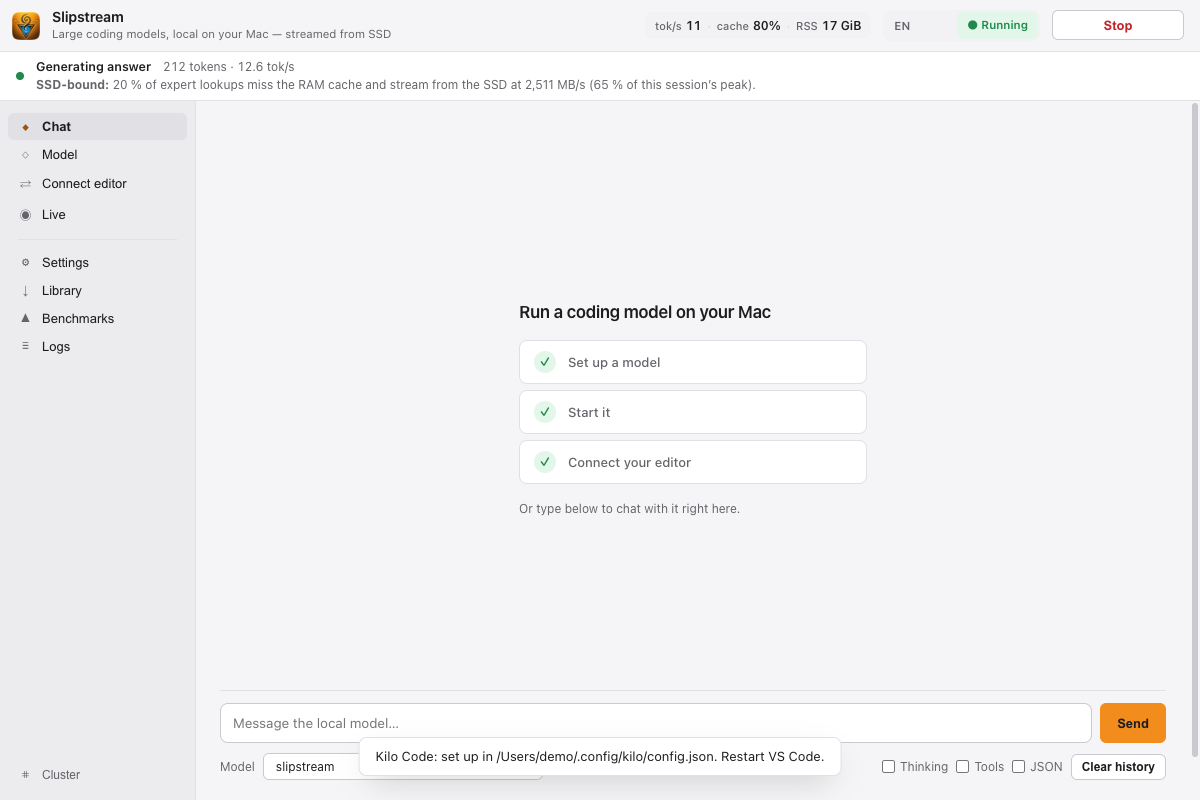 Slipstream
Large coding models, local on your Mac — streamed from SSD
tok/s 11 · cache 80% · RSS 17 GiB
EN
Running
Stop
Generating answer 212 tokens · 12.6 tok/s
SSD-bound: 20 % of expert lookups miss the RAM cache and stream from the SSD at 2,511 MB/s (65 % of this session's peak).
Chat
Model
Connect editor
Live
Settings
Library
Benchmarks
Logs
Cluster
Run a coding model on your Mac
Set up a model
Start it
Connect your editor
Or type below to chat with it right here.
Message the local model…
Send
Model slipstream
Kilo Code: set up in /Users/demo/.config/kilo/config.json. Restart VS Code.
Thinking Tools JSON Clear history